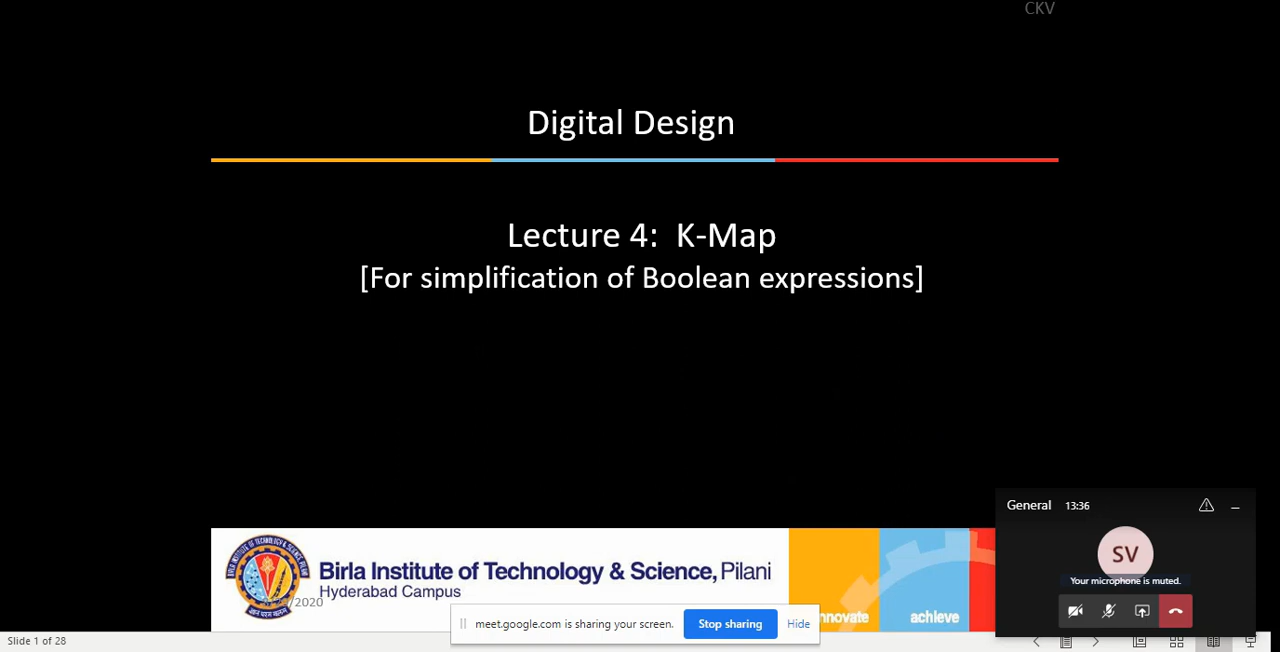 CKV
Digital Design
Lecture 4:  K-Map
[For simplification of Boolean expressions]
General 13:36
SV
Your microphone is muted.
Birla Institute of Technology & Science, Pilani
Hyderabad Campus
/2020
achieve
meet.google.com is sharing your screen. Stop sharing Hide
Slide 1 of 28